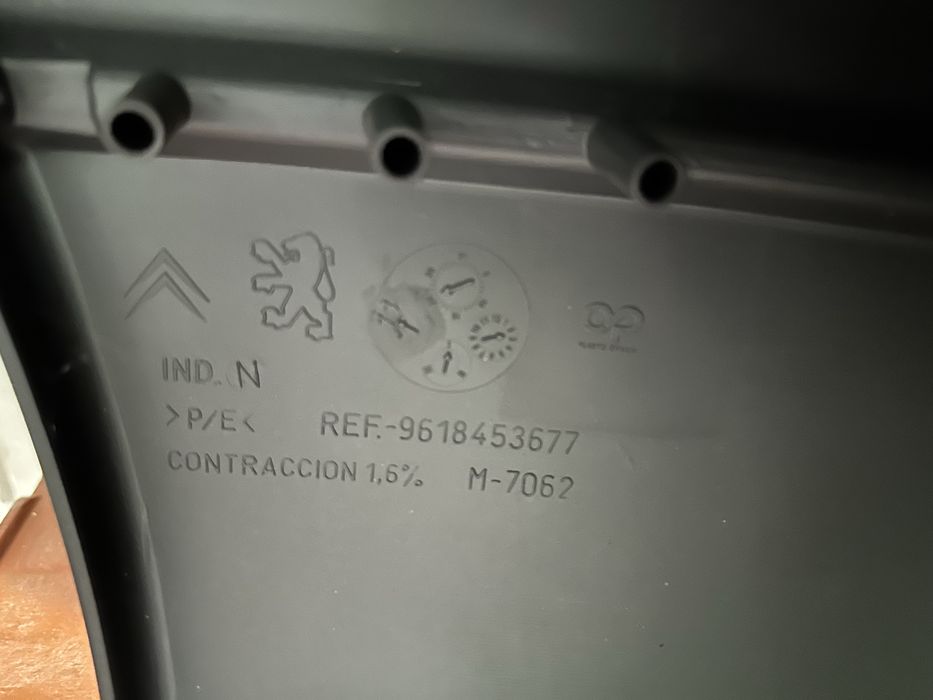 IND. N
>P/E<
REF.-9618453677
CONTRACCION 1,6%
M-7062